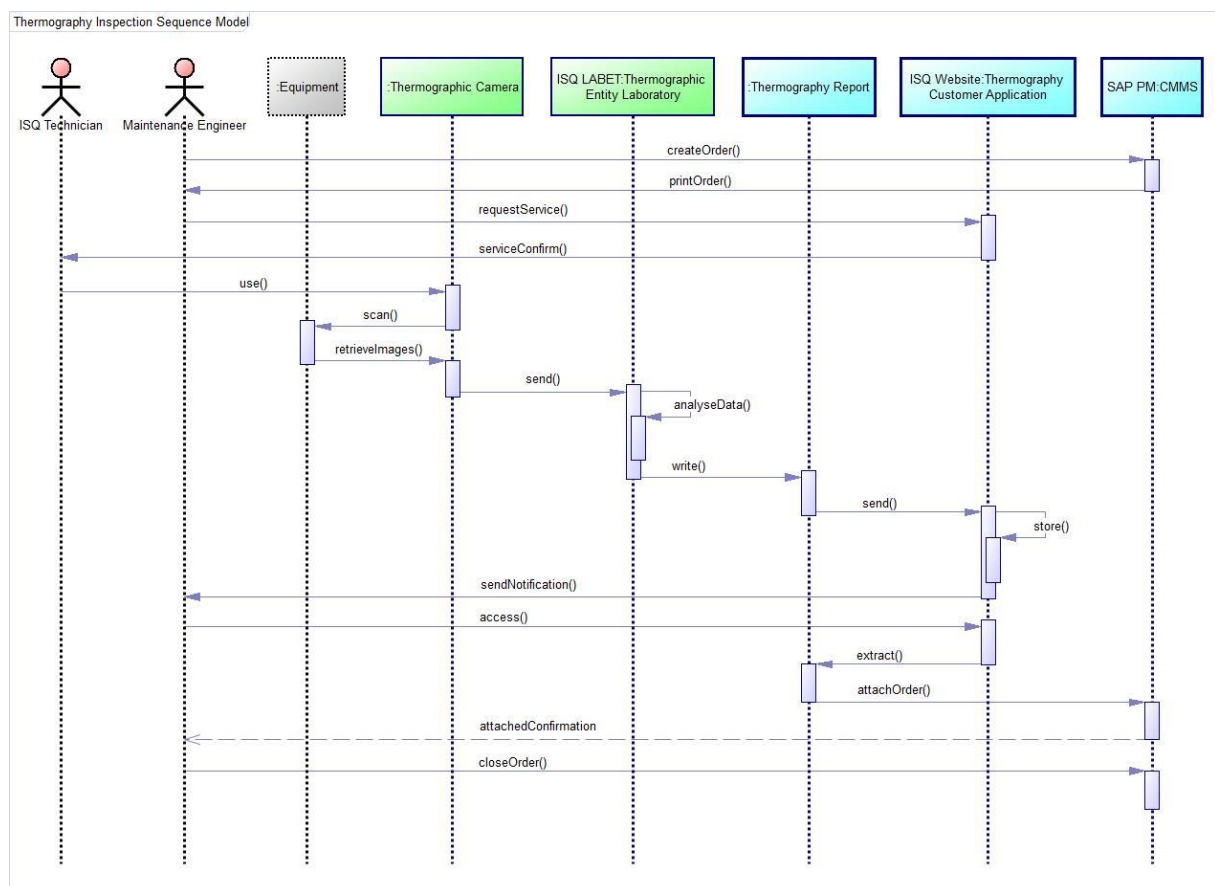 Thermography Inspection Sequence Model
ISQ Technician
Maintenance Engineer
:Equipment
:Thermographic Camera
ISQ LABET:Thermographic
Entity Laboratory
:Thermography Report
ISQ Website:Thermography
Customer Application
SAP PM:CMMS
createOrder()
printOrder()
requestService()
serviceConfirm()
use()
scan()
retrieveImages()
send()
analyseData()
write()
send()
store()
sendNotification()
access()
extract()
attachOrder()
attachedConfirmation
closeOrder()